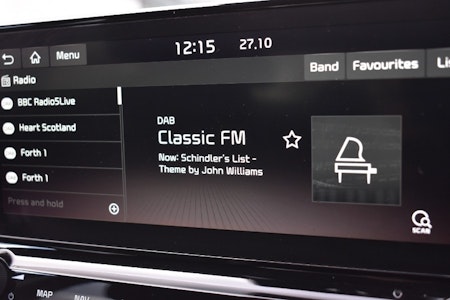 Menu
12:15
27.10
Band
Favourites
Radio
BBC Radio5Live
Heart Scotland
Forth 1
Forth 1
Press and hold
DAB
Classic FM
Now: Schindler's List -
Theme by John Williams
SCAN
MAP
NAV